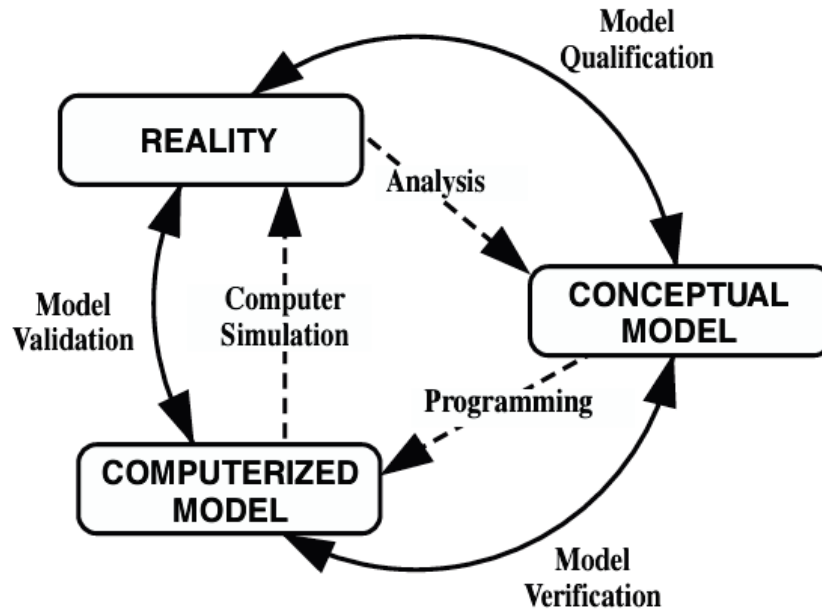 Model
Qualification
REALITY
Analysis
CONCEPTUAL
MODEL
Computer
Simulation
Model
Validation
Programming
COMPUTERIZED
MODEL
Model
Verification